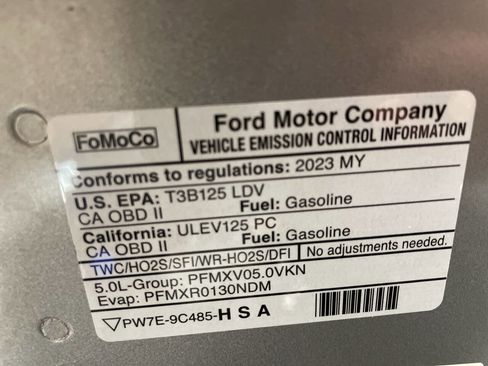 FoMoCo
Ford Motor Company
VEHICLE EMISSION CONTROL INFORMATION
Conforms to regulations: 2023 MY
U.S. EPA: T3B125 LDV
CA OBD II Fuel: Gasoline
California: ULEV125 PC
CA OBD II Fuel: Gasoline
TWC/HO2S/SFI/WR-HO2S/DFI No adjustments needed.
5.0L-Group: PFMXV05.0VKN
Evap: PFMXR0130NDM
PW7E-9C485-HSA